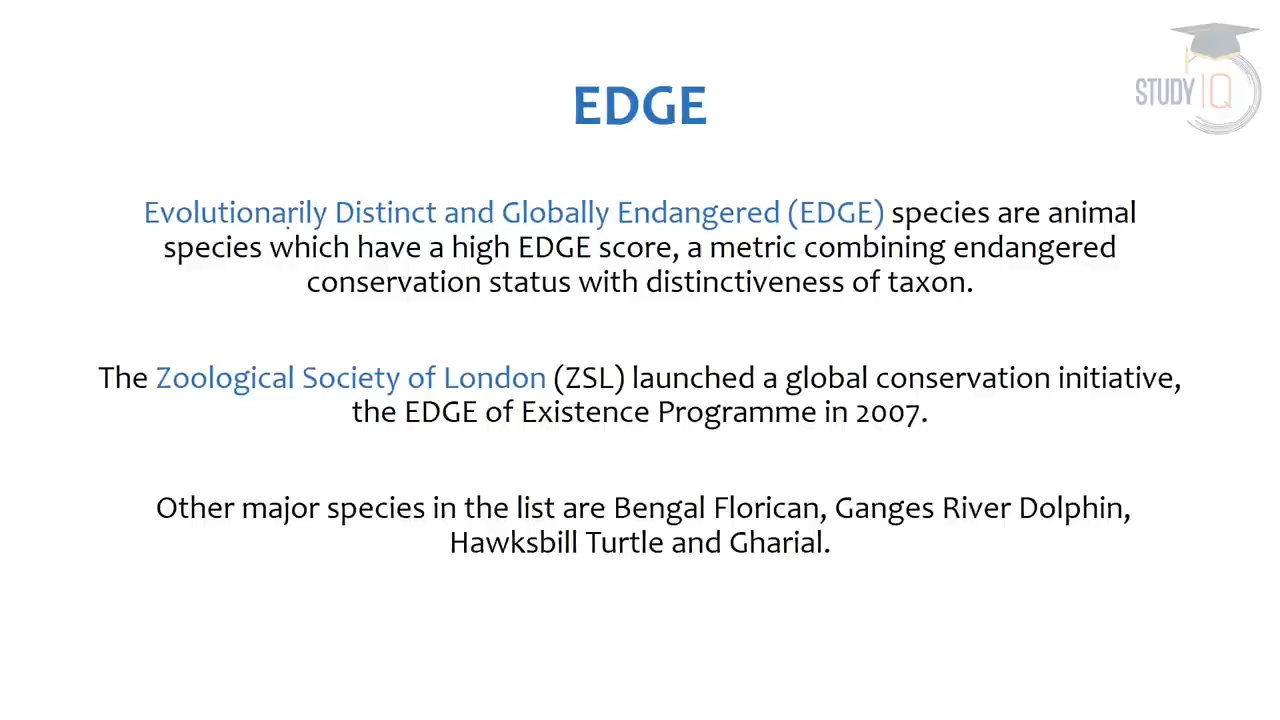 STUDY IQ
EDGE
Evolutionarily Distinct and Globally Endangered (EDGE) species are animal
species which have a high EDGE score, a metric combining endangered
conservation status with distinctiveness of taxon.
The Zoological Society of London (ZSL) launched a global conservation initiative,
the EDGE of Existence Programme in 2007.
Other major species in the list are Bengal Florican, Ganges River Dolphin,
Hawksbill Turtle and Gharial.